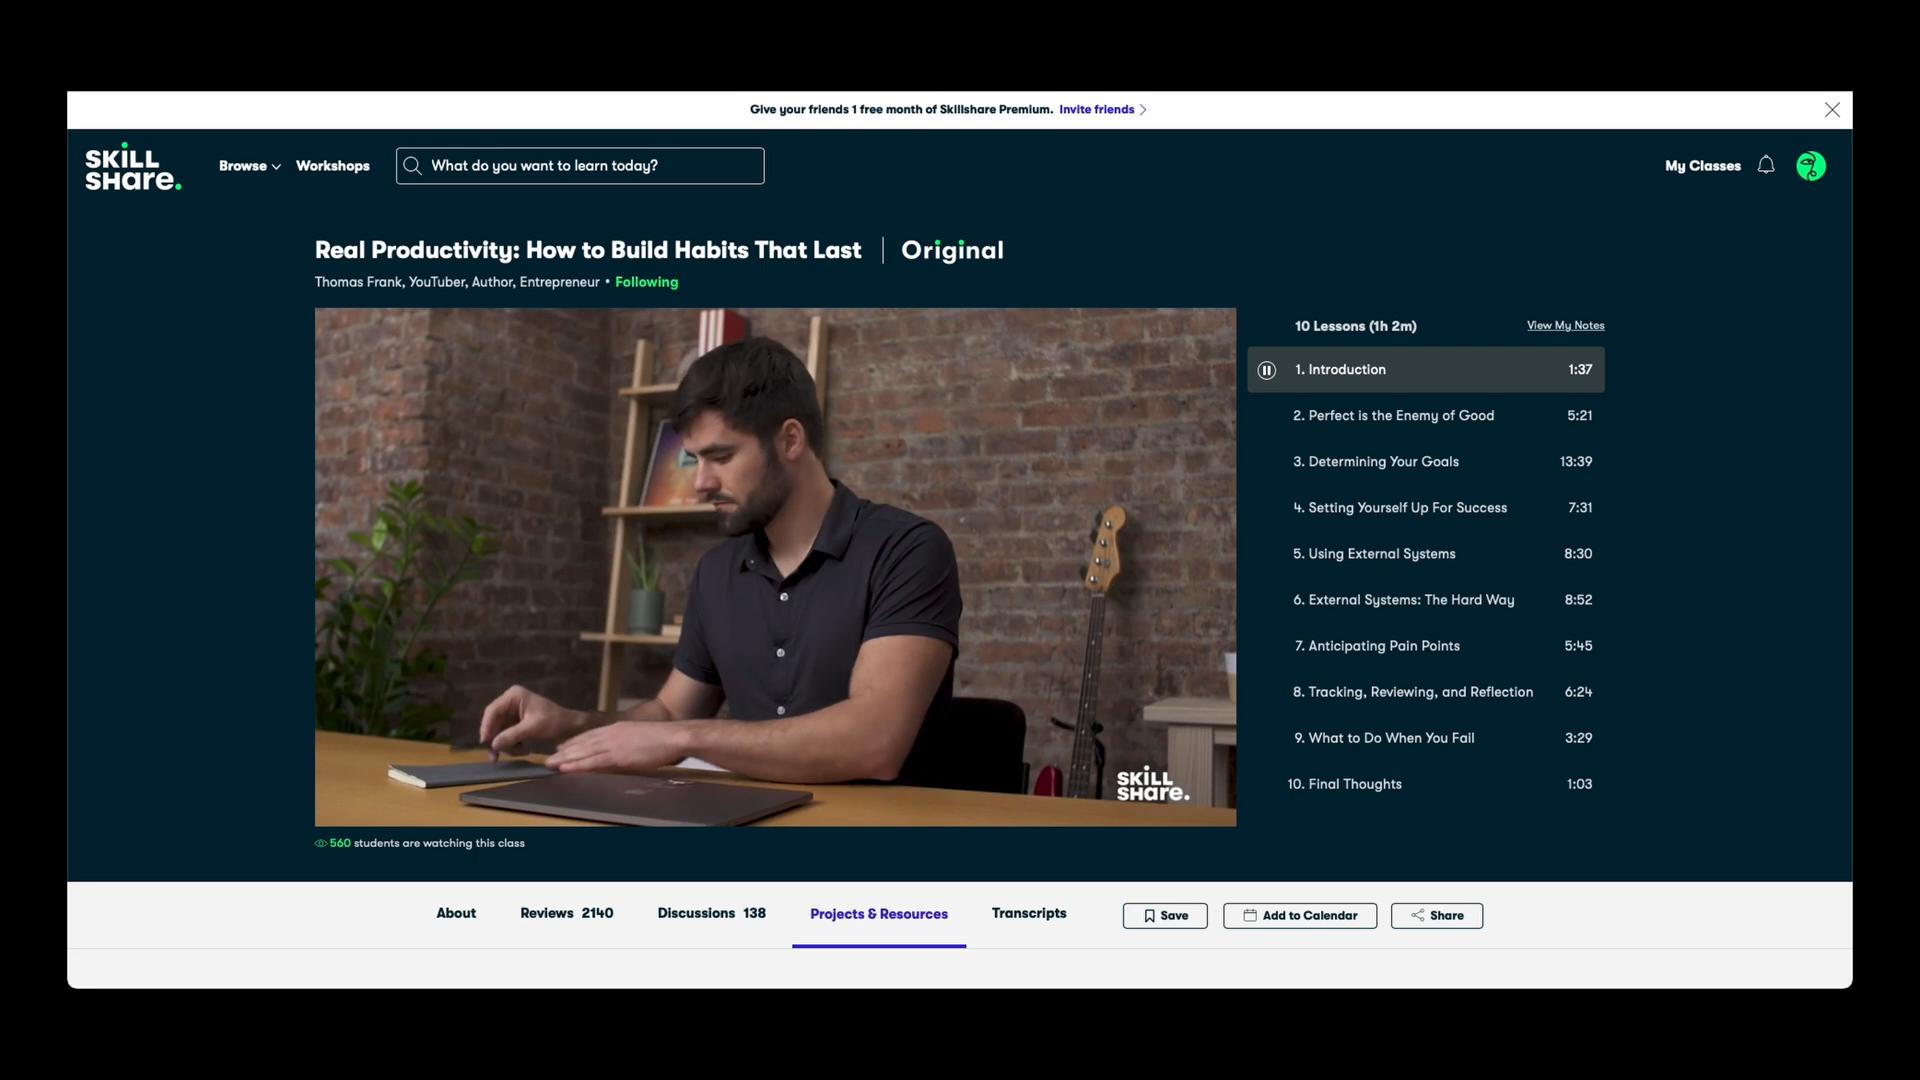 Give your friends 1 free month of Skillshare Premium. Invite friends
SKILL
SHARE.
Browse
Workshops
What do you want to learn today?
My Classes
Real Productivity: How to Build Habits That Last
Original
Thomas Frank, YouTuber, Author, Entrepreneur • Following
10 Lessons (1h 2m)
View My Notes
1. Introduction 1:37
2. Perfect is the Enemy of Good 5:21
3. Determining Your Goals 13:39
4. Setting Yourself Up For Success 7:31
5. Using External Systems 8:30
6. External Systems: The Hard Way 8:52
7. Anticipating Pain Points 5:45
8. Tracking, Reviewing, and Reflection 6:24
9. What to Do When You Fail 3:29
10. Final Thoughts 1:03
SKILL
SHARE.
560 students are watching this class
About
Reviews 2140
Discussions 138
Projects & Resources
Transcripts
Save
Add to Calendar
Share